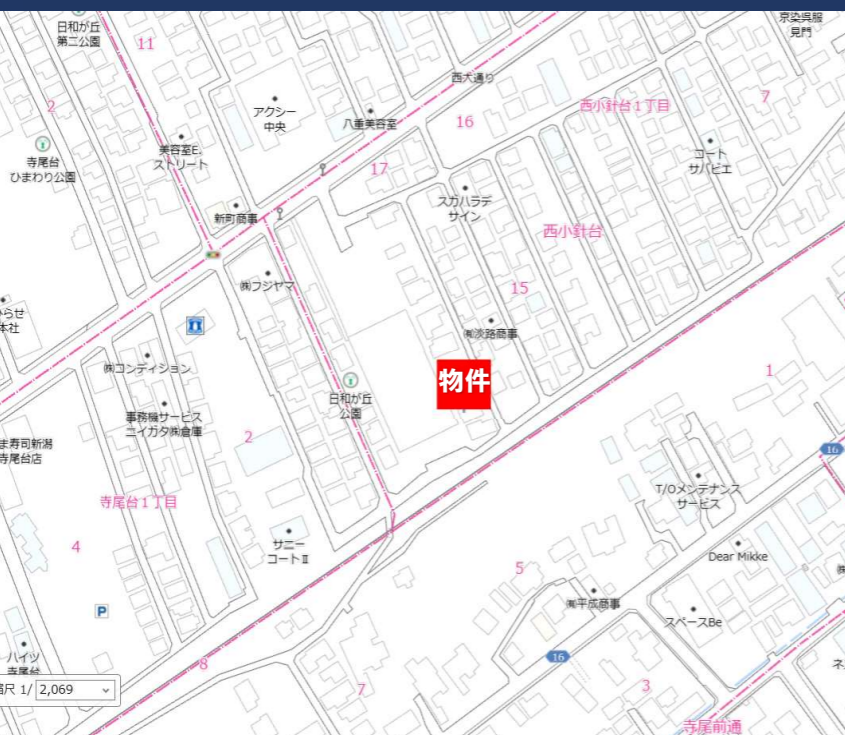 日和が丘
第二公園
11
京染呉服
見門
2
アクシー
中央
西大通り
八重美容室
16
西小針台1丁目
7
寺尾台
ひまわり公園
美容室E.
ストリート
17
コート
サバビエ
新町商事
スガハラデ
サイン
西小針台
㈱フジヤマ
15
らせ
本社
㈲淡路商事
㈱コンディション
日和が丘
公園
物件
1
事務機サービス
ニイガタ㈱倉庫
2
ま寿司新潟
寺尾台店
16
寺尾台1丁目
T/Oメンテナンス
サービス
4
サニー
コートⅡ
Dear Mikke
5
㈲平成商事
P
スペースBe
ハイツ
寺尾台
8
16
7
3
縮尺 1/ 2,069
寺尾前通